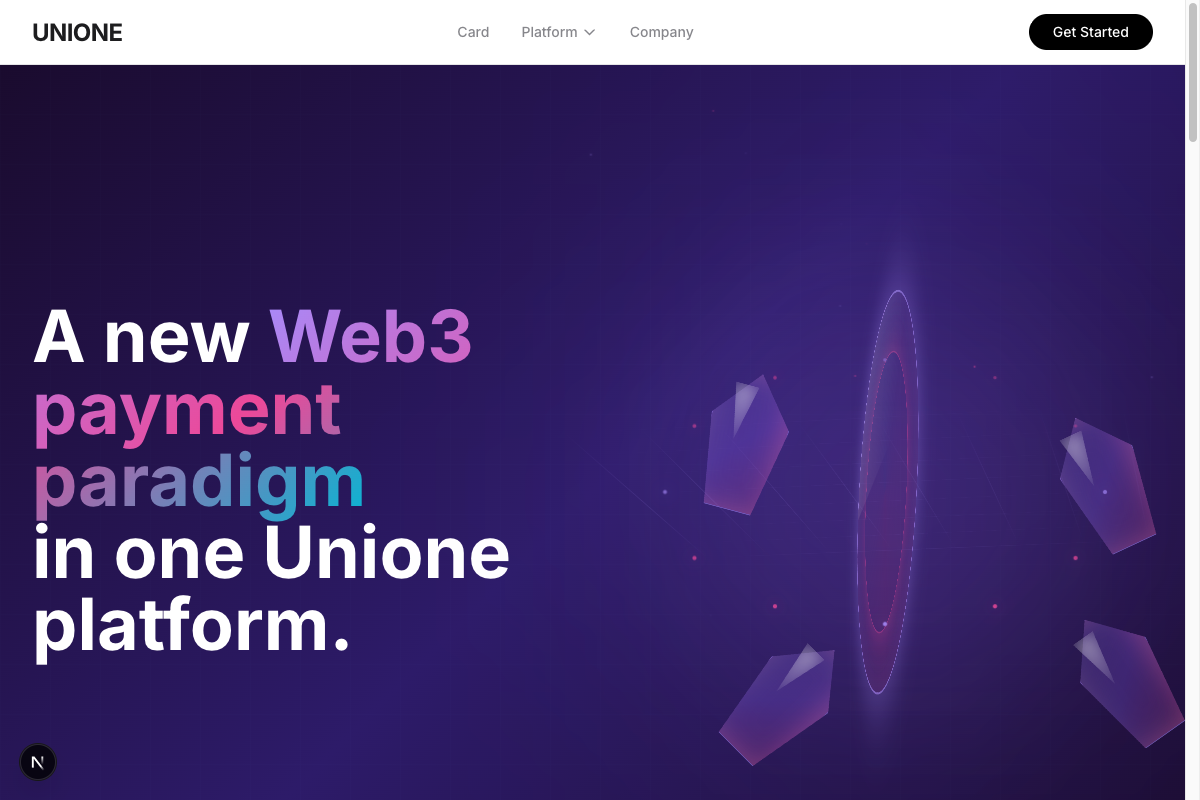 UNIONE
Card
Platform
Company
Get Started
A new Web3
payment
paradigm
in one Unione
platform.
N